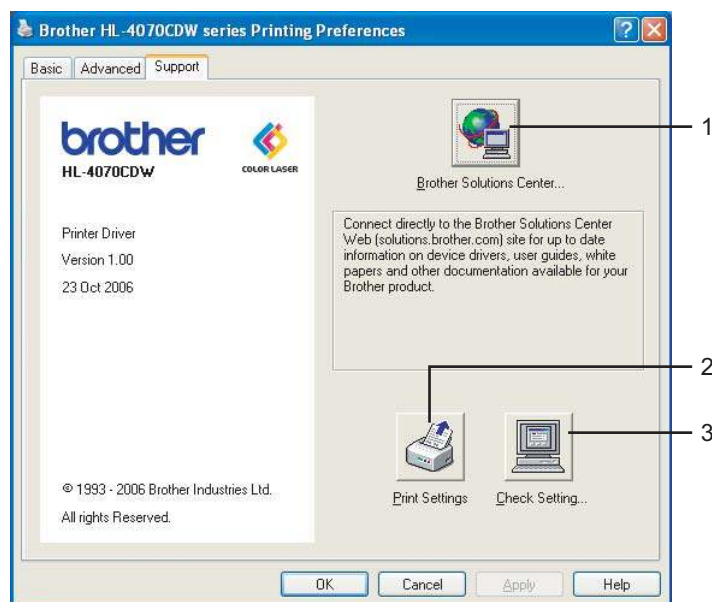 Brother HL-4070CDW series Printing Preferences
Basic
Advanced
Support
brother
HL-4070CDW
COLOR LASER
Printer Driver
Version 1.00
23 Oct 2006
© 1993 - 2006 Brother Industries Ltd.
All rights Reserved.
1
Brother Solutions Center...
Connect directly to the Brother Solutions Center
Web (solutions.brother.com) site for up to date
information on device drivers, user guides, white
papers and other documentation available for your
Brother product.
2
3
Print Settings
Check Setting...
OK
Cancel
Apply
Help